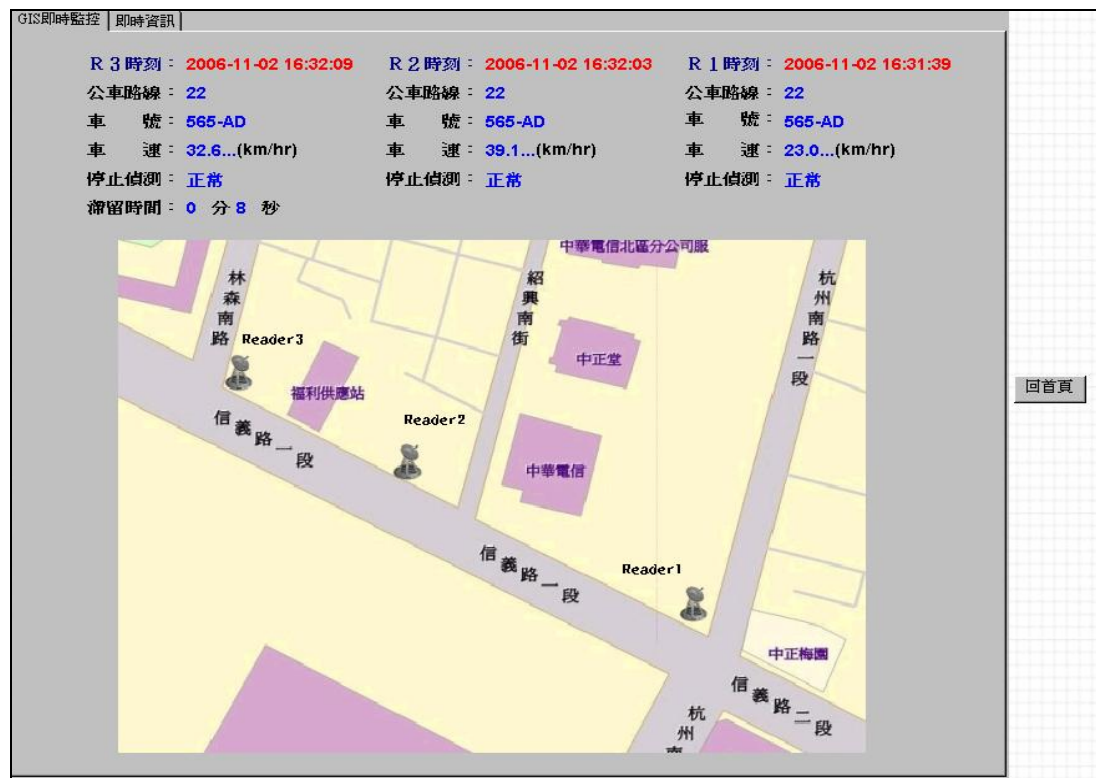 GIS即時監控 即時資訊
R 3 時刻： 2006-11-02 16:32:09 R 2 時刻： 2006-11-02 16:32:03 R 1 時刻： 2006-11-02 16:31:39
公車路線： 22 公車路線： 22 公車路線： 22
車 號： 565-AD 車 號： 565-AD 車 號： 565-AD
車 速： 32.6...(km/hr) 車 速： 39.1...(km/hr) 車 速： 23.0...(km/hr)
停止偵測： 正常 停止偵測： 正常 停止偵測： 正常
滯留時間： 0 分 8 秒
中華電信北區分公司服
林森南路
紹興南街
杭州南路一段
Reader3
中正堂
福利供應站
回首頁
Reader2
信義路一段
中華電信
信義路一段
Reader1
中正梅園
信義路二段
杭州南